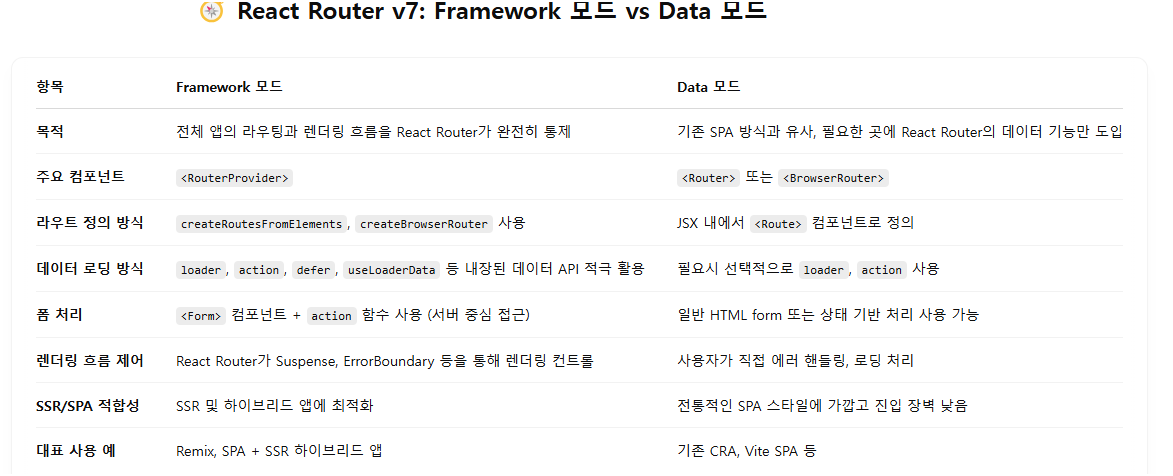 React Router v7: Framework 모드 vs Data 모드
항목 Framework 모드 Data 모드
목적 전체 앱의 라우팅과 렌더링 흐름을 React Router가 완전히 통제 기존 SPA 방식과 유사, 필요한 곳에 React Router의 데이터 기능만 도입
주요 컴포넌트 <RouterProvider> <Router> 또는 <BrowserRouter>
라우트 정의 방식 createRoutesFromElements, createBrowserRouter 사용 JSX 내에서 <Route> 컴포넌트로 정의
데이터 로딩 방식 loader, action, defer, useLoaderData 등 내장된 데이터 API 적극 활용 필요시 선택적으로 loader, action 사용
폼 처리 <Form> 컴포넌트 + action 함수 사용 (서버 중심 접근) 일반 HTML form 또는 상태 기반 처리 사용 가능
렌더링 흐름 제어 React Router가 Suspense, ErrorBoundary 등을 통해 렌더링 컨트롤 사용자가 직접 에러 핸들링, 로딩 처리
SSR/SPA 적합성 SSR 및 하이브리드 앱에 최적화 전통적인 SPA 스타일에 가깝고 진입 장벽 낮음
대표 사용 예 Remix, SPA + SSR 하이브리드 앱 기존 CRA, Vite SPA 등